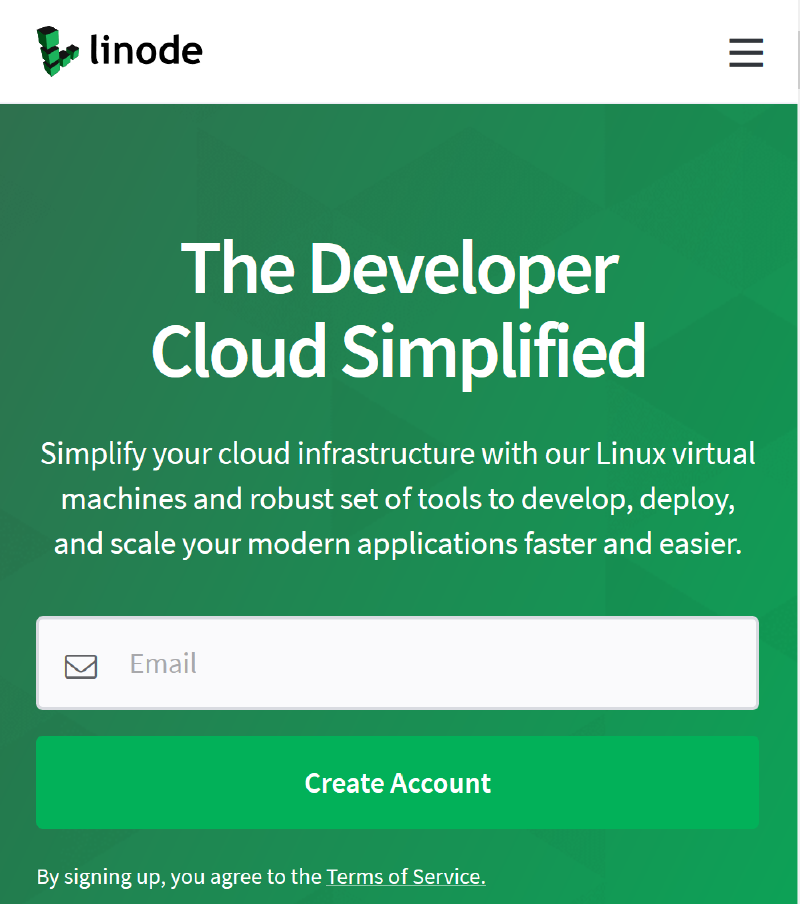 linode
The Developer
Cloud Simplified
Simplify your cloud infrastructure with our Linux virtual
machines and robust set of tools to develop, deploy,
and scale your modern applications faster and easier.
Email
Create Account
By signing up, you agree to the Terms of Service.